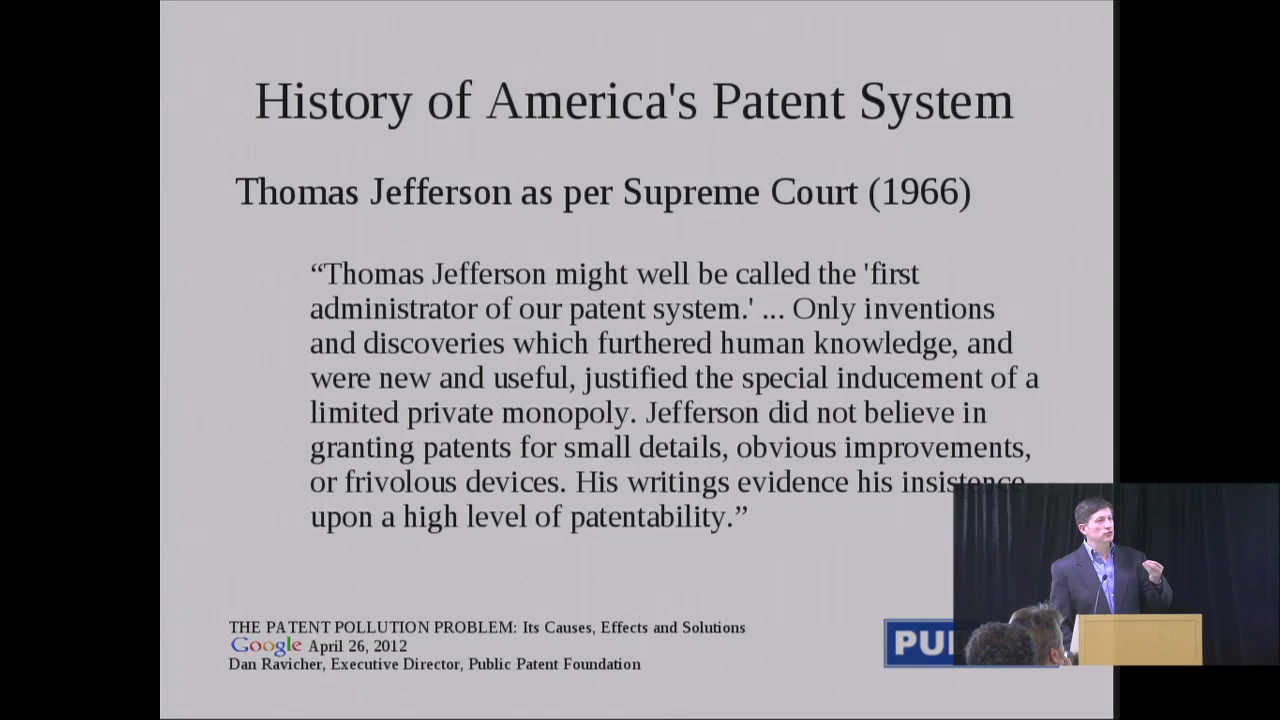 History of America's Patent System
Thomas Jefferson as per Supreme Court (1966)
“Thomas Jefferson might well be called the 'first
administrator of our patent system.' ... Only inventions
and discoveries which furthered human knowledge, and
were new and useful, justified the special inducement of a
limited private monopoly. Jefferson did not believe in
granting patents for small details, obvious improvements,
or frivolous devices. His writings evidence his insistence
upon a high level of patentability.”
THE PATENT POLLUTION PROBLEM: Its Causes, Effects and Solutions
Google April 26, 2012
Dan Ravicher, Executive Director, Public Patent Foundation